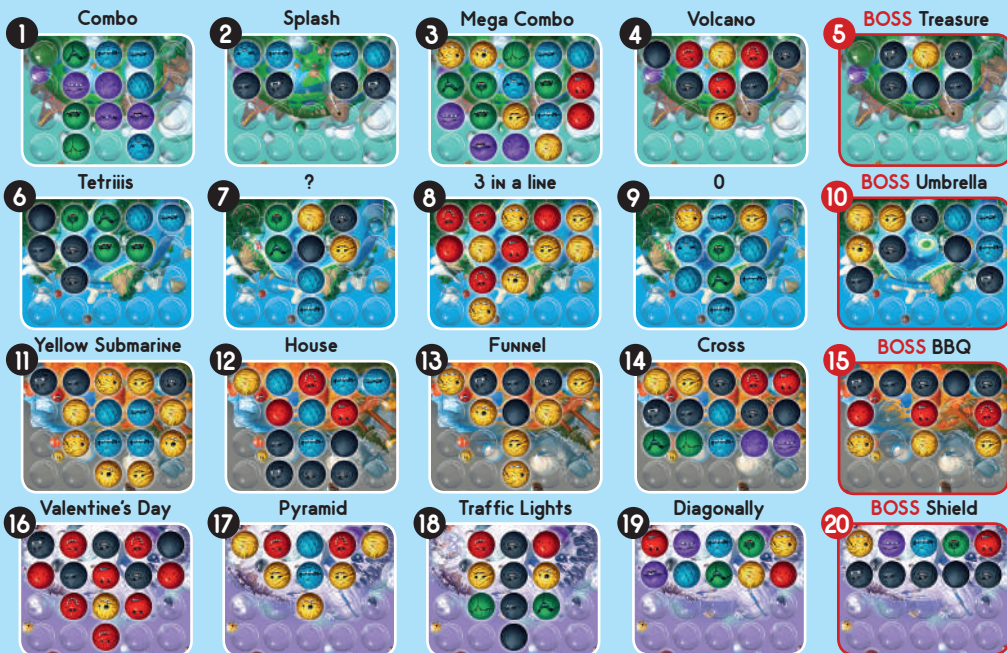 1 Combo
2 Splash
3 Mega Combo
4 Volcano
5 BOSS Treasure
6 Tetriiis
7 ?
8 3 in a line
9 0
10 BOSS Umbrella
11 Yellow Submarine
12 House
13 Funnel
14 Cross
15 BOSS BBQ
16 Valentine's Day
17 Pyramid
18 Traffic Lights
19 Diagonally
20 BOSS Shield